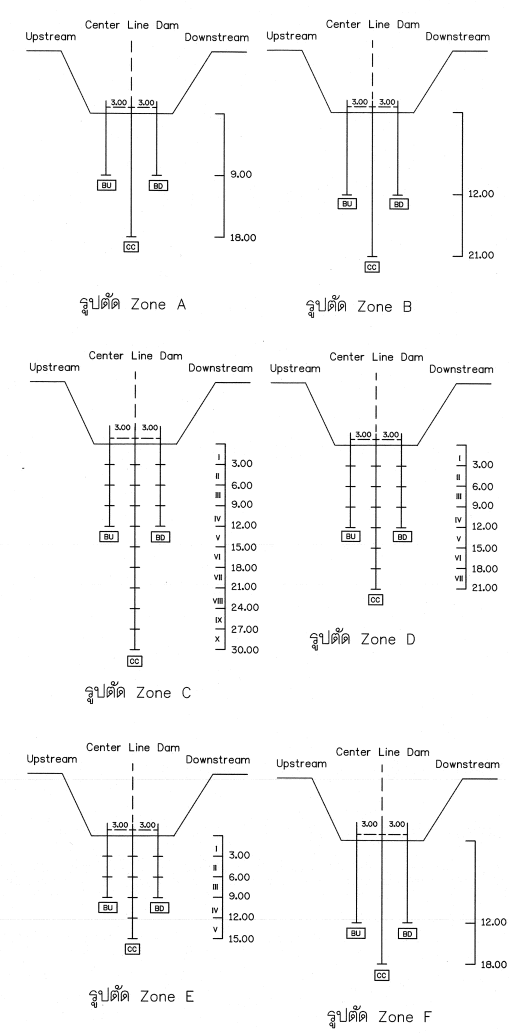 Center Line Dam
Upstream Downstream
3.00 3.00
9.00
BU BD
18.00
CC
รูปตัด Zone A
Center Line Dam
Upstream Downstream
3.00 3.00
12.00
BU BD
21.00
CC
รูปตัด Zone B
Center Line Dam
Upstream Downstream
3.00 3.00
I
3.00
II
6.00
III
9.00
IV
12.00
BU BD
V
15.00
VI
18.00
VII
21.00
VIII
24.00
IX
27.00
X
30.00
CC
รูปตัด Zone C
Center Line Dam
Upstream Downstream
3.00 3.00
I
3.00
II
6.00
III
9.00
IV
12.00
BU BD
V
15.00
VI
18.00
VII
21.00
CC
รูปตัด Zone D
Center Line Dam
Upstream Downstream
3.00 3.00
I
3.00
II
6.00
III
9.00
BU BD
IV
12.00
V
15.00
CC
รูปตัด Zone E
Center Line Dam
Upstream Downstream
3.00 3.00
12.00
BU BD
18.00
CC
รูปตัด Zone F